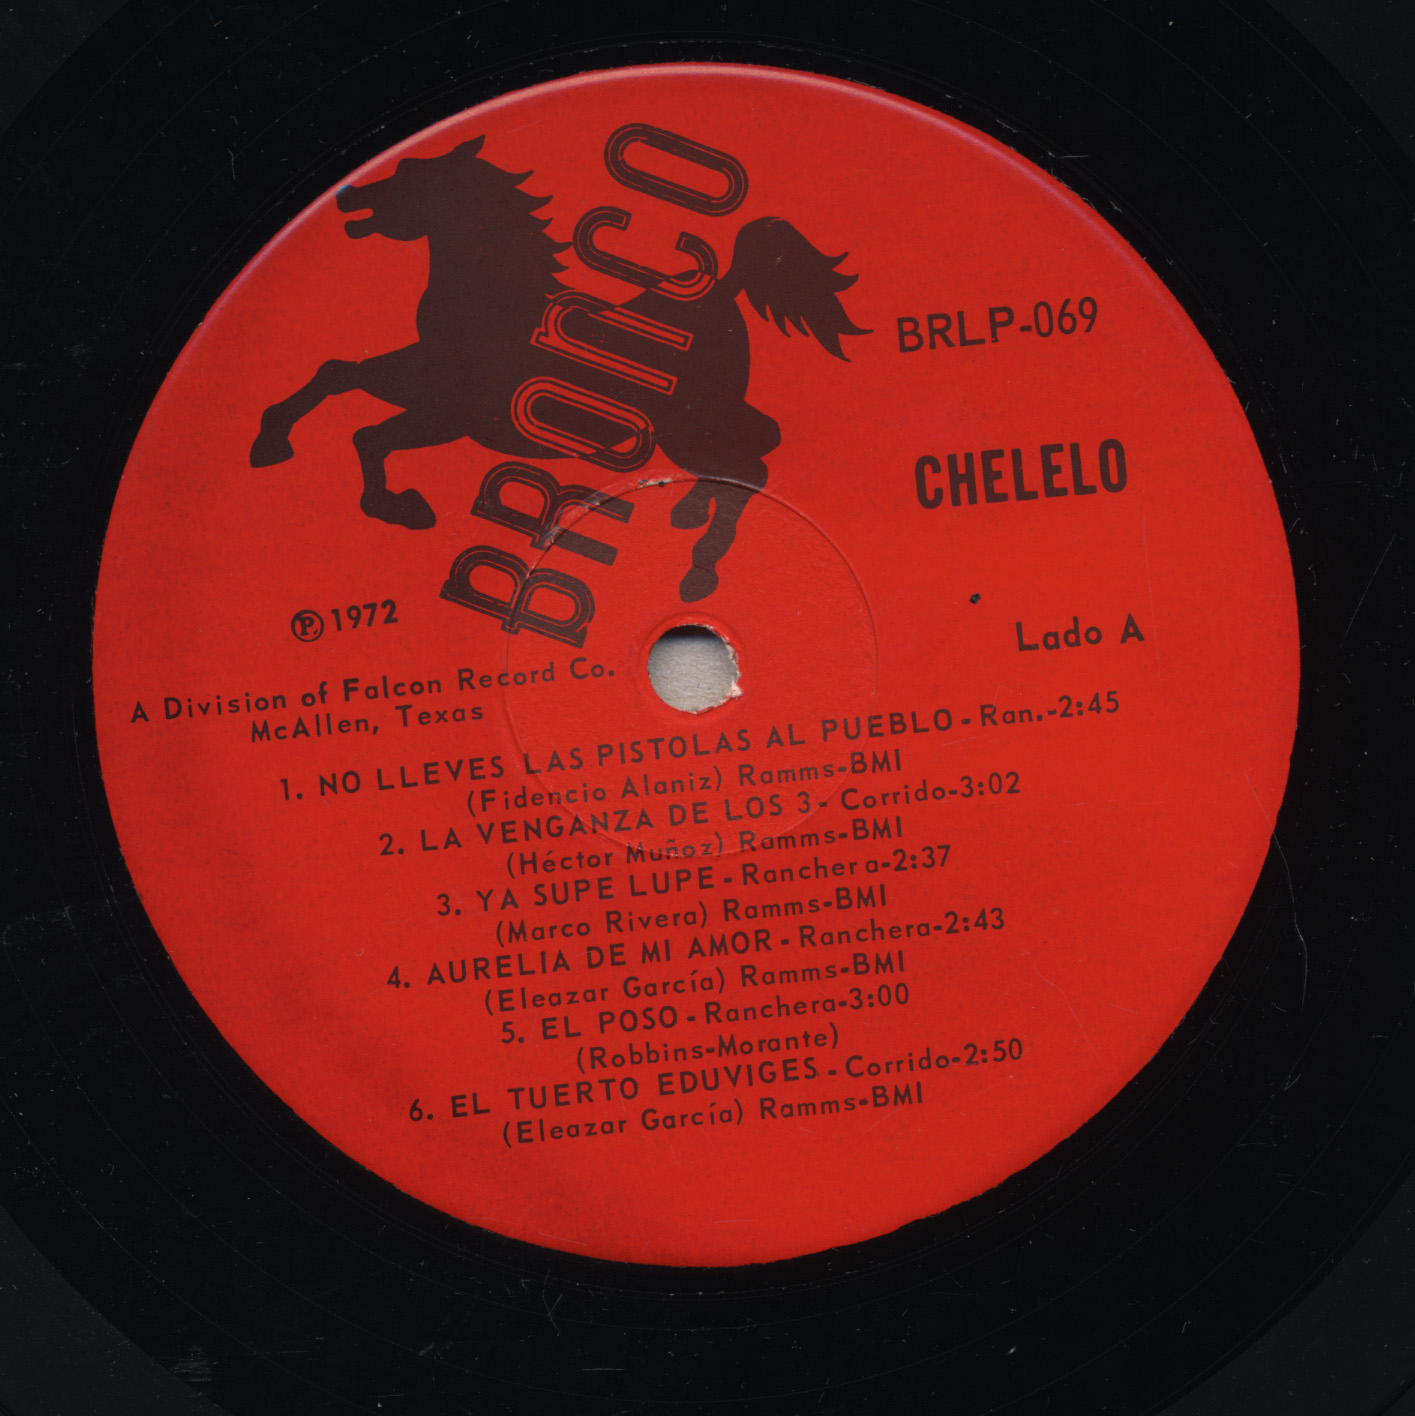 BRONCO
BRLP-069
CHELELO
Ⓟ 1972
Lado A
A Division of Falcon Record Co.
McAllen, Texas
1. NO LLEVES LAS PISTOLAS AL PUEBLO - Ran.-2:45
(Fidencio Alaniz) Ramms-BMI
2. LA VENGANZA DE LOS 3- Corrido-3:02
(Héctor Muñoz) Ramms-BMI
3. YA SUPE LUPE - Ranchera-2:37
(Marco Rivera) Ramms-BMI
4. AURELIA DE MI AMOR - Ranchera-2:43
(Eleazar García) Ramms-BMI
5. EL POSO - Ranchera-3:00
(Robbins-Morante)
6. EL TUERTO EDUVIGES - Corrido-2:50
(Eleazar García) Ramms-BMI